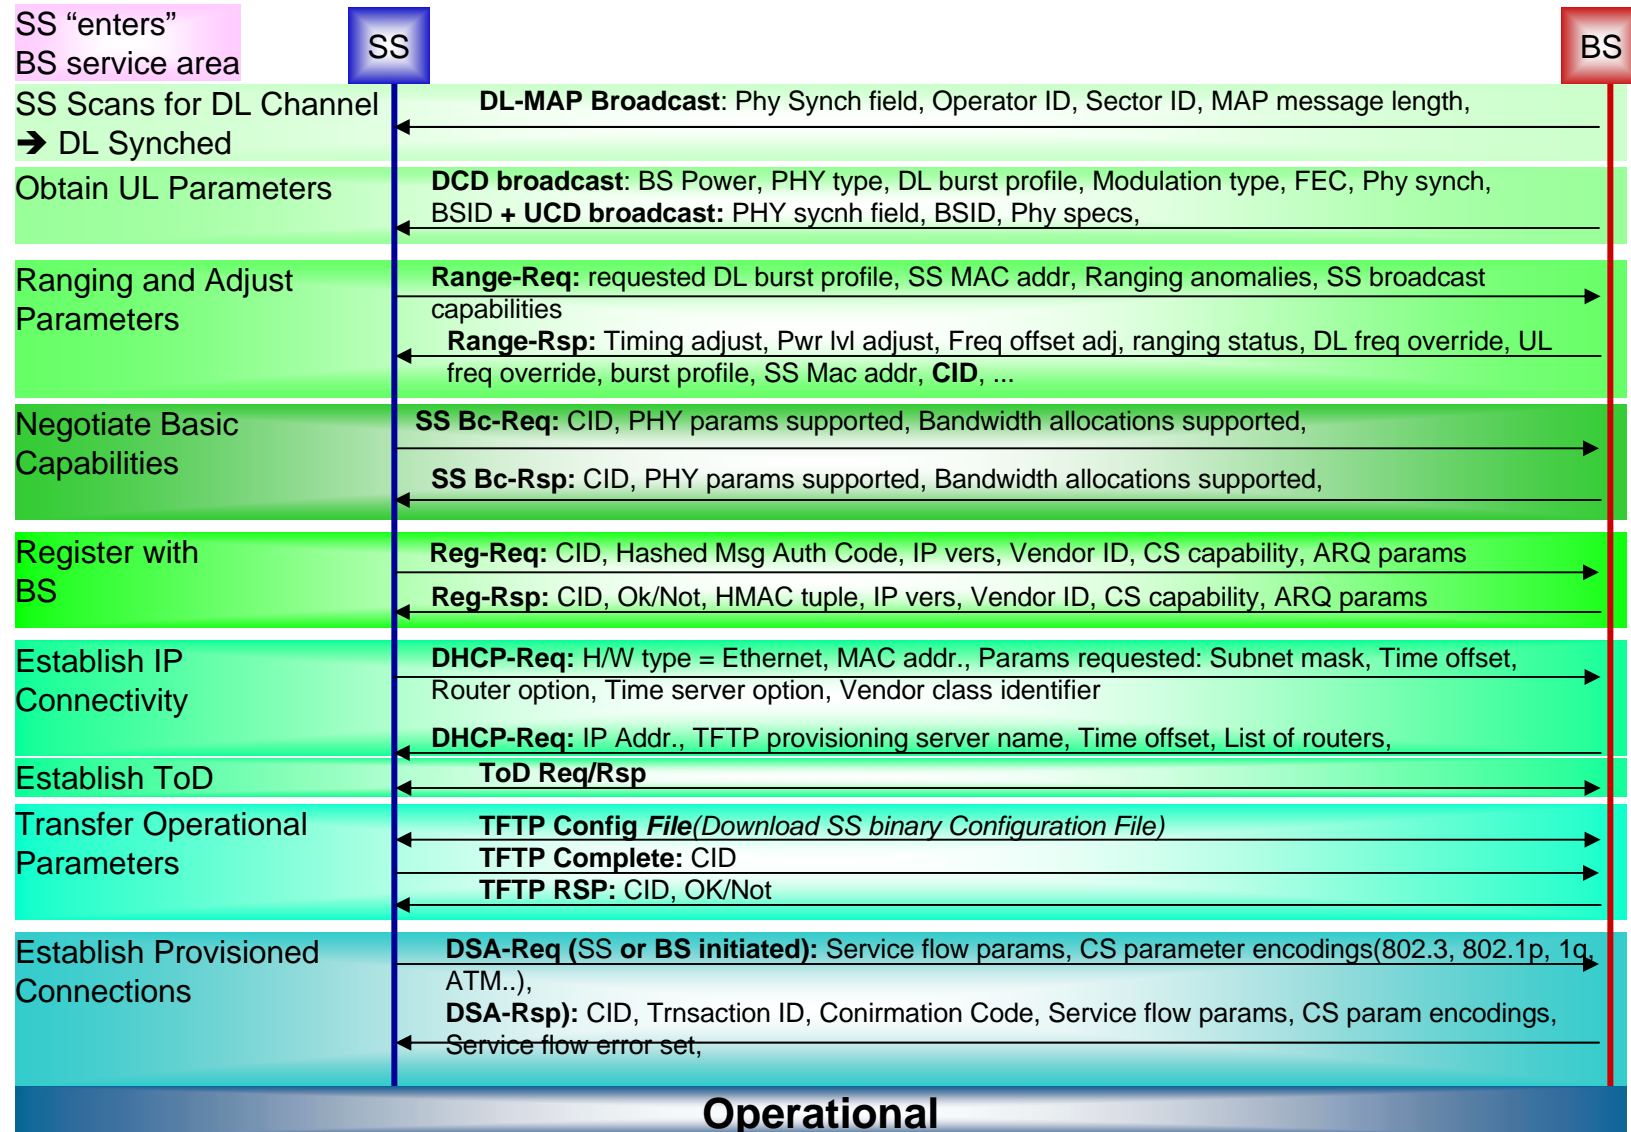 SS “enters”
BS service area
SS
BS
SS Scans for DL Channel
➔ DL Synched
DL-MAP Broadcast: Phy Synch field, Operator ID, Sector ID, MAP message length,
Obtain UL Parameters
DCD broadcast: BS Power, PHY type, DL burst profile, Modulation type, FEC, Phy synch,
BSID + UCD broadcast: PHY sycnh field, BSID, Phy specs,
Ranging and Adjust
Parameters
Range-Req: requested DL burst profile, SS MAC addr, Ranging anomalies, SS broadcast
capabilities
Range-Rsp: Timing adjust, Pwr lvl adjust, Freq offset adj, ranging status, DL freq override, UL
freq override, burst profile, SS Mac addr, CID, ...
Negotiate Basic
Capabilities
SS Bc-Req: CID, PHY params supported, Bandwidth allocations supported,
SS Bc-Rsp: CID, PHY params supported, Bandwidth allocations supported,
Register with
BS
Reg-Req: CID, Hashed Msg Auth Code, IP vers, Vendor ID, CS capability, ARQ params
Reg-Rsp: CID, Ok/Not, HMAC tuple, IP vers, Vendor ID, CS capability, ARQ params
Establish IP
Connectivity
DHCP-Req: H/W type = Ethernet, MAC addr., Params requested: Subnet mask, Time offset,
Router option, Time server option, Vendor class identifier
DHCP-Req: IP Addr., TFTP provisioning server name, Time offset, List of routers,
Establish ToD
ToD Req/Rsp
Transfer Operational
Parameters
TFTP Config File(Download SS binary Configuration File)
TFTP Complete: CID
TFTP RSP: CID, OK/Not
Establish Provisioned
Connections
DSA-Req (SS or BS initiated): Service flow params, CS parameter encodings(802.3, 802.1p, 1q,
ATM..),
DSA-Rsp): CID, Trnsaction ID, Conirmation Code, Service flow params, CS param encodings,
Service flow error set,
Operational